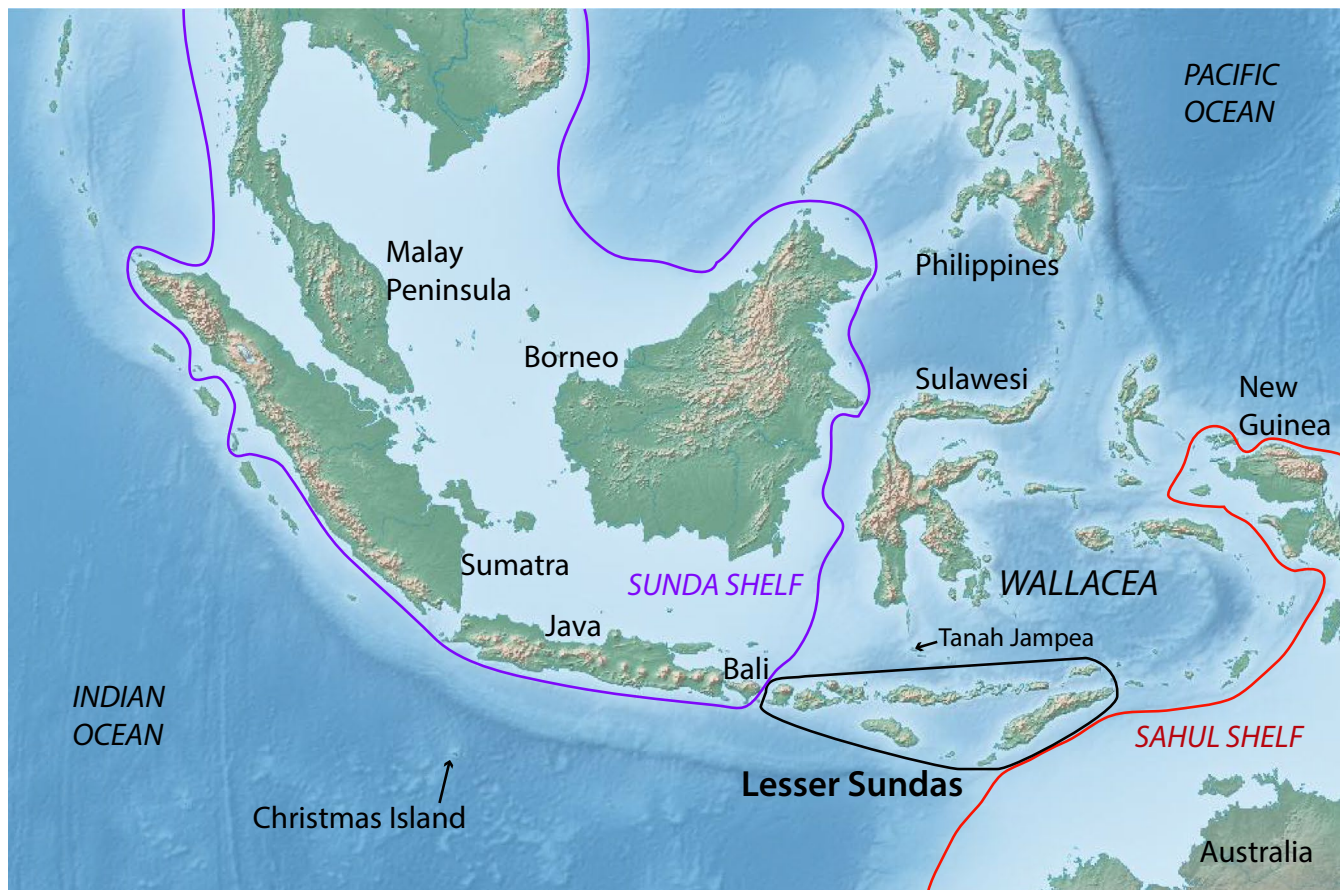 PACIFIC
OCEAN
Malay
Peninsula
Philippines
Borneo
Sulawesi
New
Guinea
Sumatra
SUNDA SHELF
WALLACEA
Java
Tanah Jampea
Bali
INDIAN
OCEAN
SAHUL SHELF
Lesser Sundas
Christmas Island
Australia